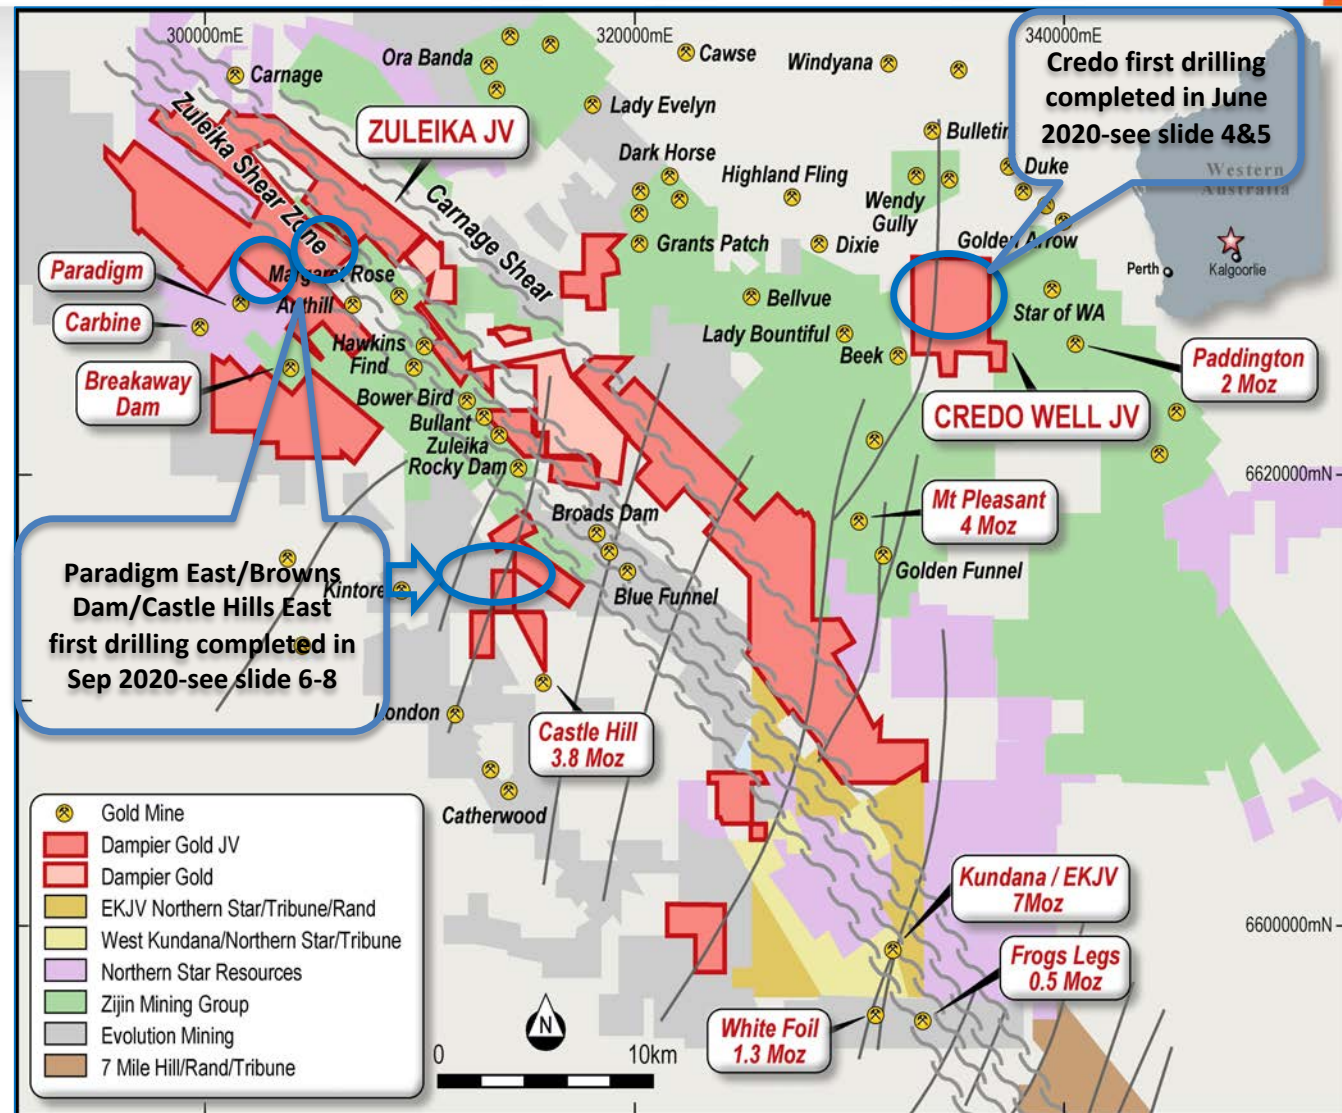 300000mE
320000mE
340000mE
Carnage
Ora Banda
Cawse
Windyana
Credo first drilling
completed in June
2020-see slide 4&5
Lady Evelyn
ZULEIKA JV
Zuleika Shear Zone
Carnage Shear
Dark Horse
Highland Fling
Bulletin
Duke
Wendy
Gully
Western
Australia
Perth
Kalgoorlie
Grants Patch
Dixie
Golden Arrow
Paradigm
Margaret Rose
Anthill
Carbine
Bellvue
Star of WA
Lady Bountiful
Beek
Hawkins
Find
Breakaway
Dam
Paddington
2 Moz
Bower Bird
Bullant
Zuleika
Rocky Dam
CREDO WELL JV
6620000mN
Mt Pleasant
4 Moz
Broads Dam
Golden Funnel
Blue Funnel
Kintore
Paradigm East/Browns
Dam/Castle Hills East
first drilling completed in
Sep 2020-see slide 6-8
London
Castle Hill
3.8 Moz
Catherwood
Gold Mine
Dampier Gold JV
Dampier Gold
EKJV Northern Star/Tribune/Rand
West Kundana/Northern Star/Tribune
Northern Star Resources
Zijin Mining Group
Evolution Mining
7 Mile Hill/Rand/Tribune
N
0
10km
Kundana / EKJV
7Moz
6600000mN
Frogs Legs
0.5 Moz
White Foil
1.3 Moz